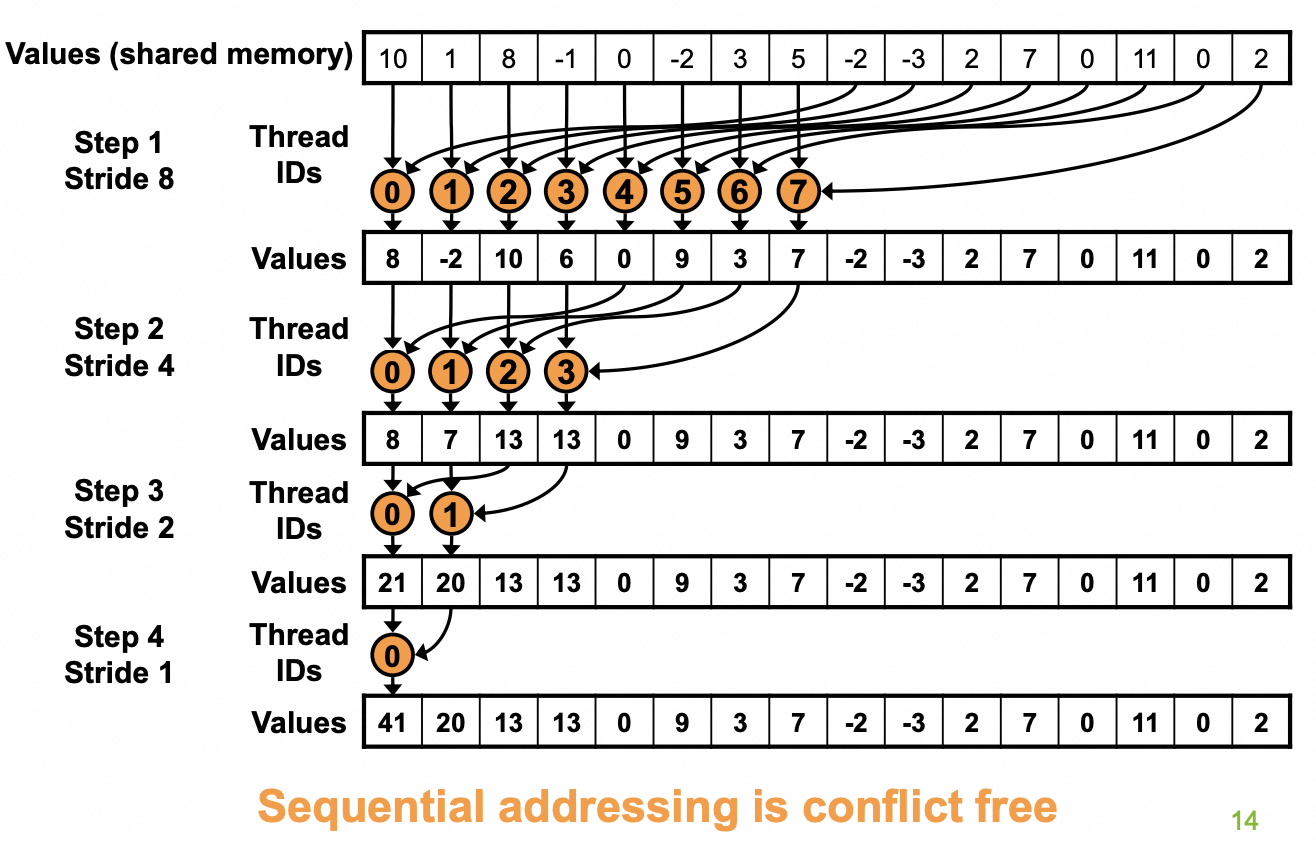 Values (shared memory) 10 1 8 -1 0 -2 3 5 -2 -3 2 7 0 11 0 2
Step 1
Stride 8
Thread
IDs
0 1 2 3 4 5 6 7
Values 8 -2 10 6 0 9 3 7 -2 -3 2 7 0 11 0 2
Step 2
Stride 4
Thread
IDs
0 1 2 3
Values 8 7 13 13 0 9 3 7 -2 -3 2 7 0 11 0 2
Step 3
Stride 2
Thread
IDs
0 1
Values 21 20 13 13 0 9 3 7 -2 -3 2 7 0 11 0 2
Step 4
Stride 1
Thread
IDs
0
Values 41 20 13 13 0 9 3 7 -2 -3 2 7 0 11 0 2
Sequential addressing is conflict free
14